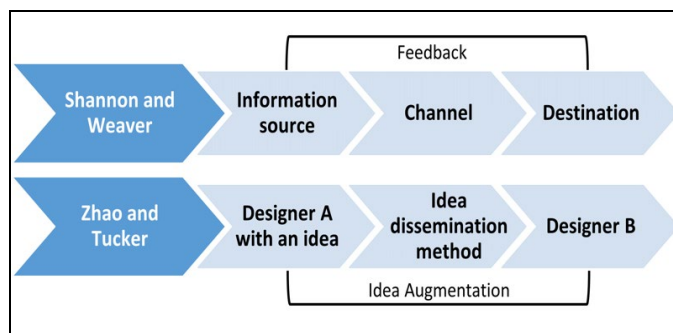 Feedback
Shannon and
Weaver
Information
source
Channel
Destination
Zhao and
Tucker
Designer A
with an idea
Idea
dissemination
method
Designer B
Idea Augmentation